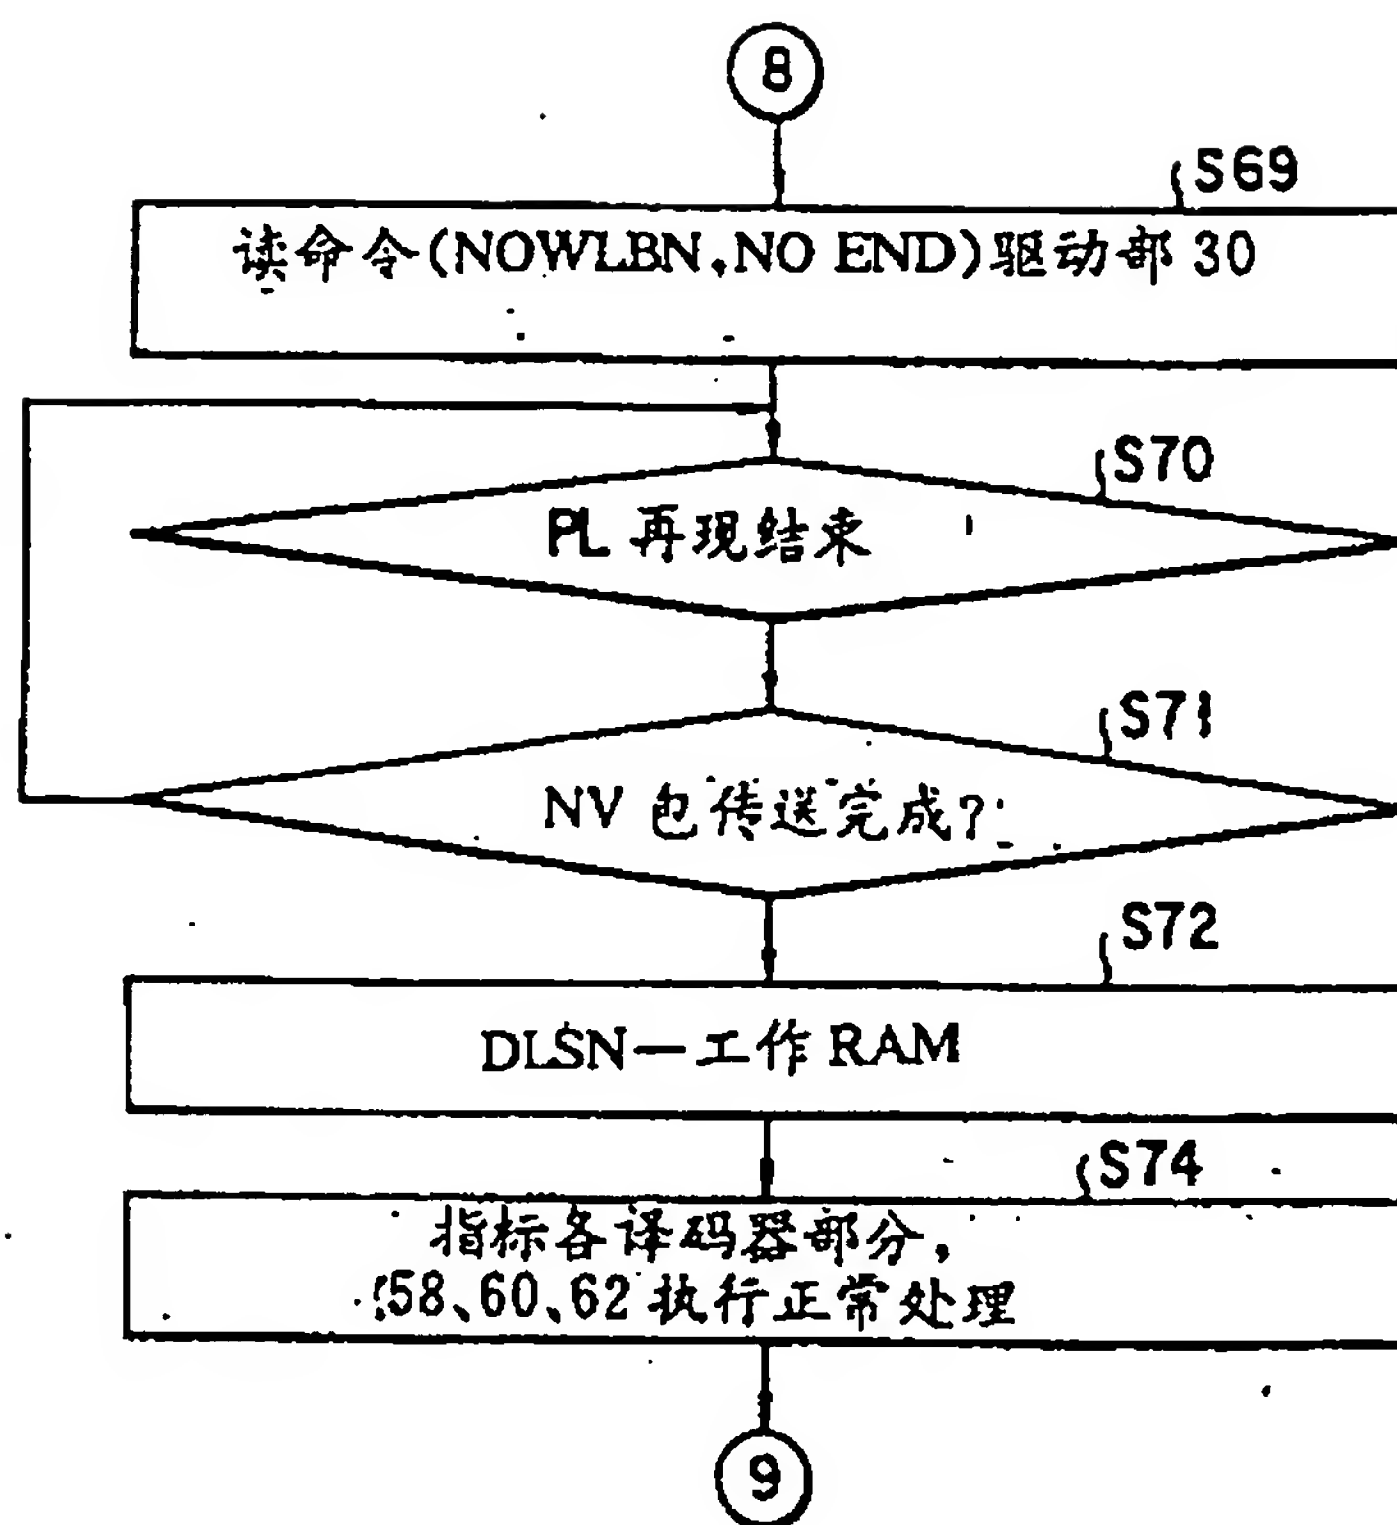 8
S69
读命令(NOWLBN,NO END)驱动部 30
S70
PL 再现结束
S71
NV 包传送完成?
S72
DLSN—工作 RAM
S74
指标各译码器部分,
58、60、62 执行正常处理
9